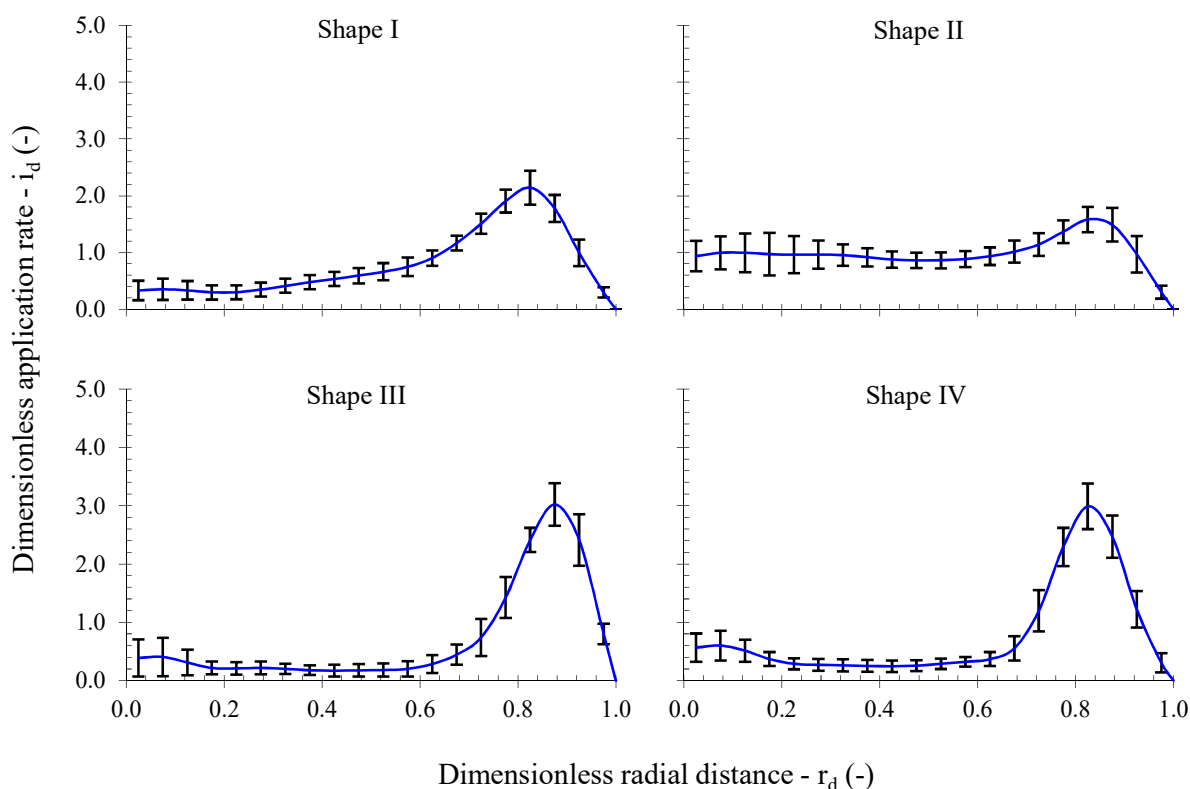 Shape I
Shape II
5.0
4.0
3.0
2.0
1.0
0.0
Shape III
Shape IV
5.0
4.0
3.0
2.0
1.0
0.0
0.0 0.2 0.4 0.6 0.8 1.0
0.0 0.2 0.4 0.6 0.8 1.0
Dimensionless application rate - i_d (-)
Dimensionless radial distance - r_d (-)